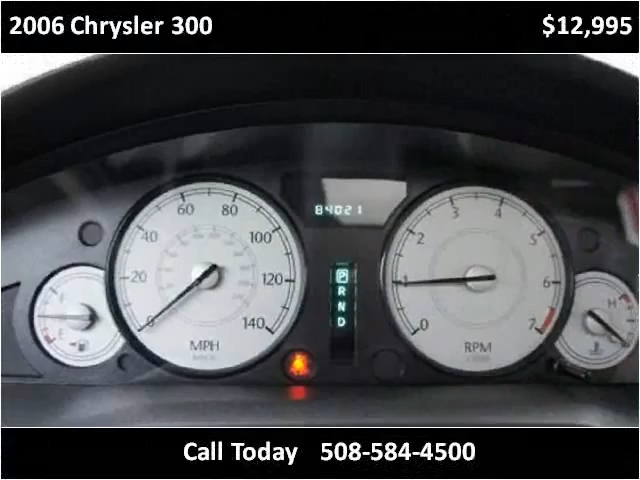 2006 Chrysler 300 $12,995
84021
60 80
40 100
20 120
0 140
MPH
3 4
2 5
1 6
0 7
RPM
P
R
N
D
F
E
H
Call Today 508-584-4500